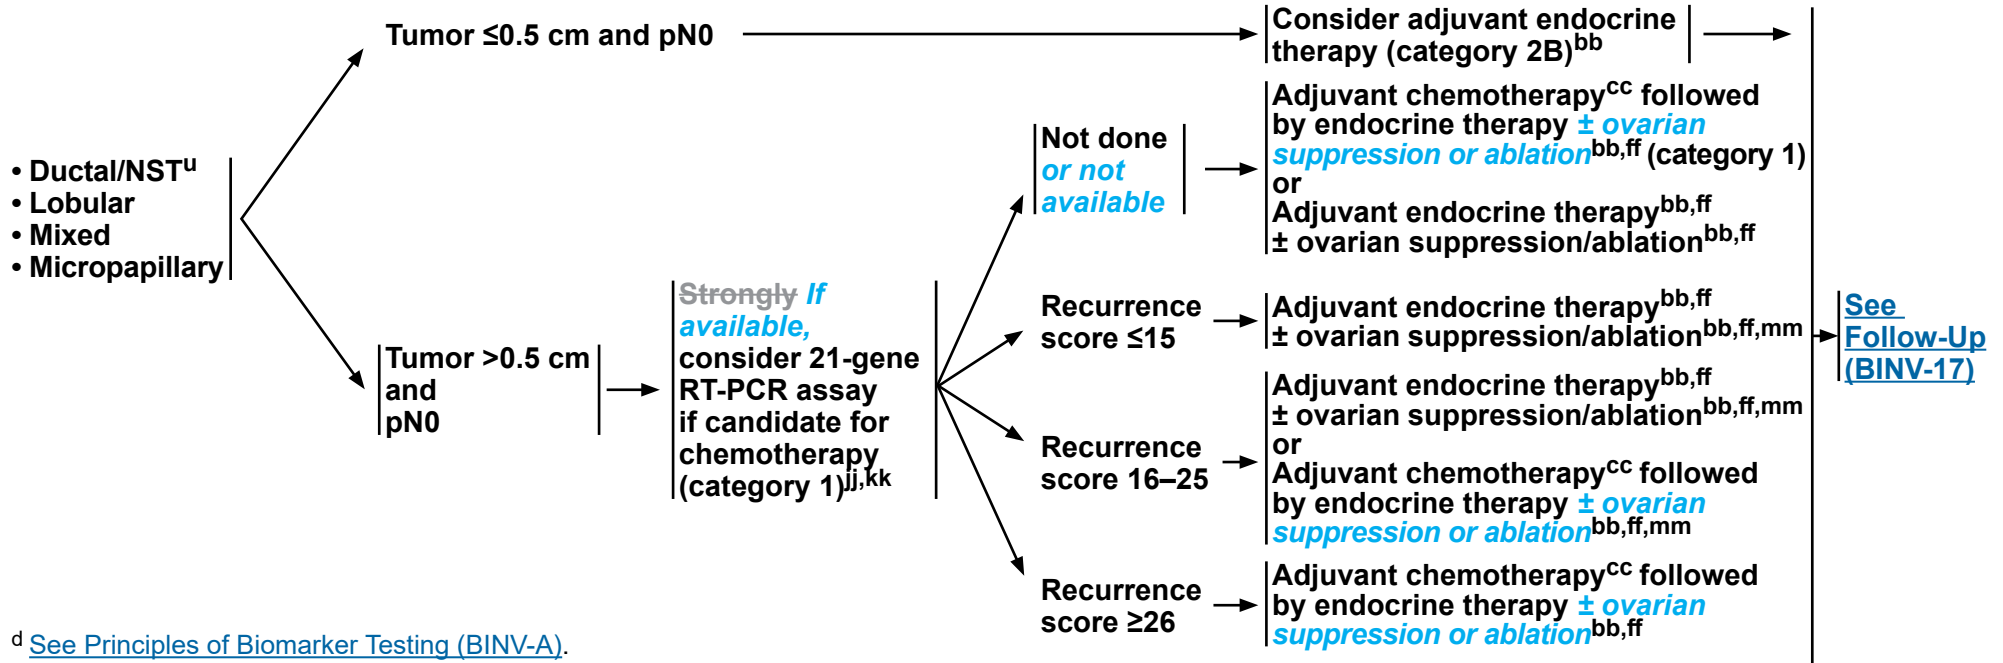 • Ductal/NSTᵘ
• Lobular
• Mixed
• Micropapillary
Tumor ≤0.5 cm and pN0
Consider adjuvant endocrine
therapy (category 2B)bb
Tumor >0.5 cm
and
pN0
Strongly If
available,
consider 21-gene
RT-PCR assay
if candidate for
chemotherapy
(category 1)jj,kk
Not done
or not
available
Adjuvant chemotherapycc followed
by endocrine therapy ± ovarian
suppression or ablationbb,ff (category 1)
or
Adjuvant endocrine therapybb,ff
± ovarian suppression/ablationbb,ff
Recurrence
score ≤15
Adjuvant endocrine therapybb,ff
± ovarian suppression/ablationbb,ff,mm
Recurrence
score 16–25
Adjuvant endocrine therapybb,ff
± ovarian suppression/ablationbb,ff,mm
or
Adjuvant chemotherapycc followed
by endocrine therapy ± ovarian
suppression or ablationbb,ff,mm
Recurrence
score ≥26
Adjuvant chemotherapycc followed
by endocrine therapy ± ovarian
suppression or ablationbb,ff
See
Follow-Up
(BINV-17)
d See Principles of Biomarker Testing (BINV-A).